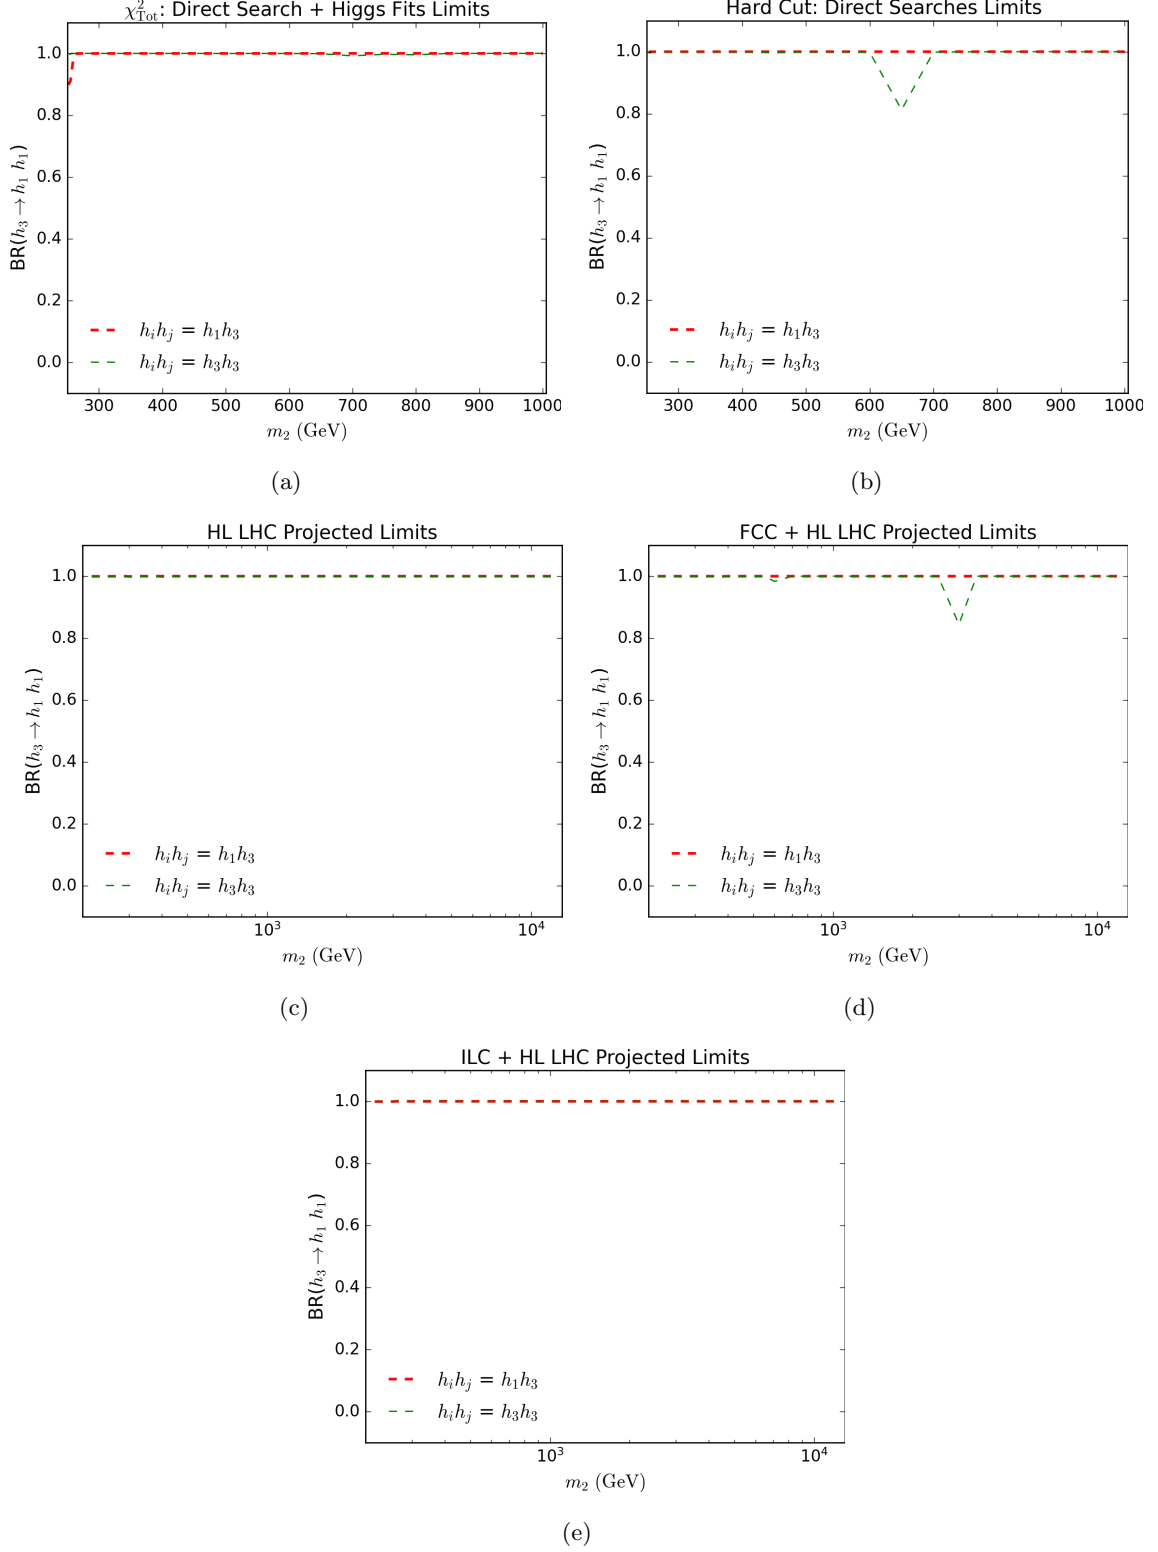 χ²_Tot: Direct Search + Higgs Fits Limits
BR(h₃ → h₁ h₁)
1.0
0.8
0.6
0.4
0.2
0.0
hᵢhⱼ = h₁h₃
hᵢhⱼ = h₃h₃
300 400 500 600 700 800 900 1000
m₂ (GeV)
(a)
Hard Cut: Direct Searches Limits
BR(h₃ → h₁ h₁)
1.0
0.8
0.6
0.4
0.2
0.0
hᵢhⱼ = h₁h₃
hᵢhⱼ = h₃h₃
300 400 500 600 700 800 900 1000
m₂ (GeV)
(b)
HL LHC Projected Limits
BR(h₃ → h₁ h₁)
1.0
0.8
0.6
0.4
0.2
0.0
hᵢhⱼ = h₁h₃
hᵢhⱼ = h₃h₃
10³ 10⁴
m₂ (GeV)
(c)
FCC + HL LHC Projected Limits
BR(h₃ → h₁ h₁)
1.0
0.8
0.6
0.4
0.2
0.0
hᵢhⱼ = h₁h₃
hᵢhⱼ = h₃h₃
10³ 10⁴
m₂ (GeV)
(d)
ILC + HL LHC Projected Limits
BR(h₃ → h₁ h₁)
1.0
0.8
0.6
0.4
0.2
0.0
hᵢhⱼ = h₁h₃
hᵢhⱼ = h₃h₃
10³ 10⁴
m₂ (GeV)
(e)